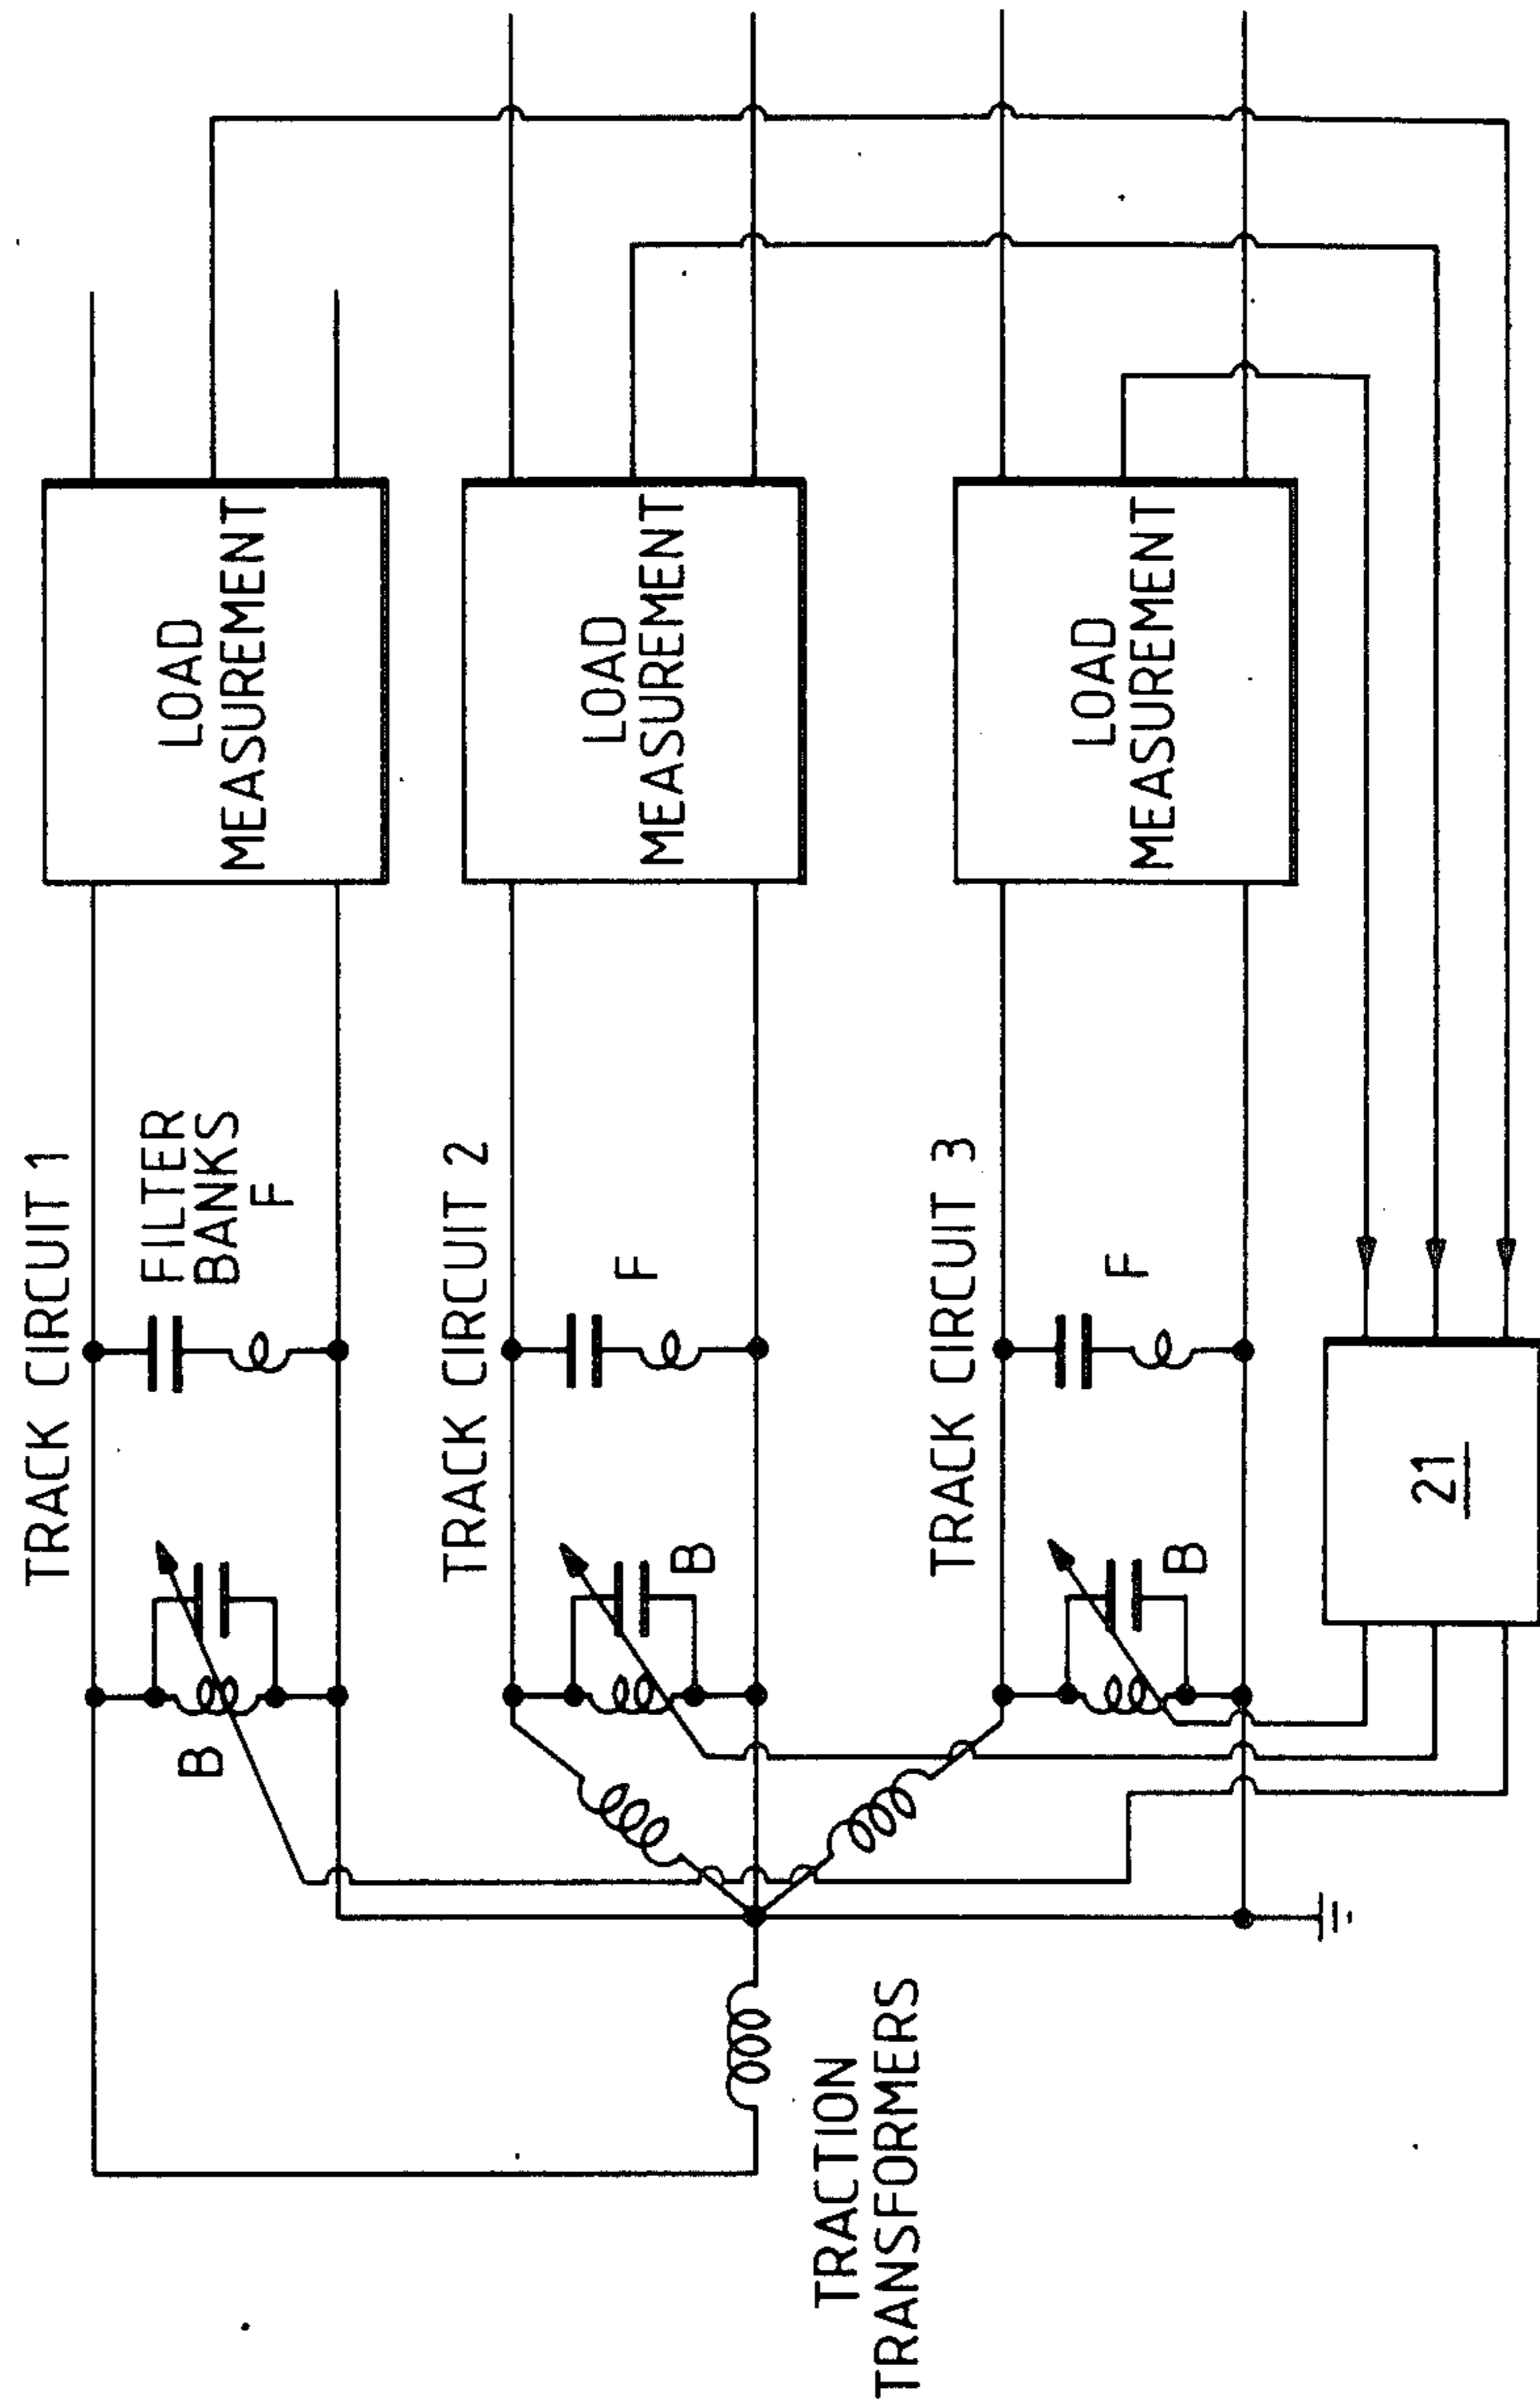 TRACK CIRCUIT 1
FILTER
BANKS
F
B
LOAD
MEASUREMENT
TRACK CIRCUIT 2
F
B
LOAD
MEASUREMENT
TRACK CIRCUIT 3
F
B
LOAD
MEASUREMENT
TRACTION
TRANSFORMERS
21